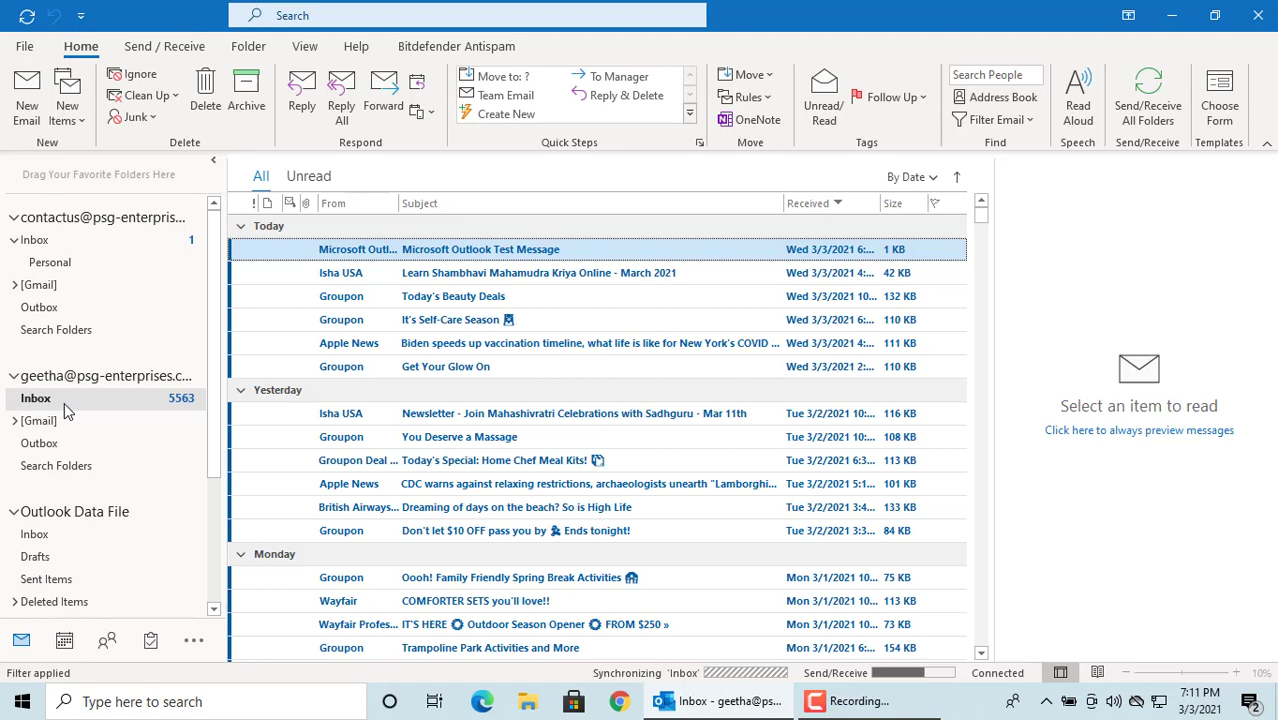 Search
File Home Send / Receive Folder View Help Bitdefender Antispam
New Email
New Items
Ignore
Clean Up
Junk
Delete
Archive
Delete
New
Reply
Reply All
Forward
Respond
Move to: ?
Team Email
Create New
To Manager
Reply & Delete
Quick Steps
Move
Rules
OneNote
Move
Unread/ Read
Follow Up
Tags
Search People
Address Book
Filter Email
Find
Read Aloud
Speech
Send/Receive All Folders
Send/Receive
Choose Form
Templates
Drag Your Favorite Folders Here
contactus@psg-enterpris...
Inbox 1
Personal
[Gmail]
Outbox
Search Folders
geetha@psg-enterprises.c...
Inbox 5563
[Gmail]
Outbox
Search Folders
Outlook Data File
Inbox
Drafts
Sent Items
Deleted Items
All Unread By Date
! From Subject Received Size
Today
Microsoft Outl... Microsoft Outlook Test Message Wed 3/3/2021 6:... 1 KB
Isha USA Learn Shambhavi Mahamudra Kriya Online - March 2021 Wed 3/3/2021 4:... 42 KB
Groupon Today's Beauty Deals Wed 3/3/2021 10... 132 KB
Groupon It's Self-Care Season Wed 3/3/2021 6:... 110 KB
Apple News Biden speeds up vaccination timeline, what life is like for New York's COVID ... Wed 3/3/2021 4:... 111 KB
Groupon Get Your Glow On Wed 3/3/2021 4:... 110 KB
Yesterday
Isha USA Newsletter - Join Mahashivratri Celebrations with Sadhguru - Mar 11th Tue 3/2/2021 10:... 116 KB
Groupon You Deserve a Massage Tue 3/2/2021 10:... 108 KB
Groupon Deal ... Today's Special: Home Chef Meal Kits! Tue 3/2/2021 6:3... 113 KB
Apple News CDC warns against relaxing restrictions, archaeologists unearth "Lamborghi... Tue 3/2/2021 5:1... 101 KB
British Airways... Dreaming of days on the beach? So is High Life Tue 3/2/2021 3:4... 133 KB
Groupon Don't let $10 OFF pass you by Ends tonight! Tue 3/2/2021 3:3... 84 KB
Monday
Groupon Oooh! Family Friendly Spring Break Activities Mon 3/1/2021 10... 75 KB
Wayfair COMFORTER SETS you'll love!! Mon 3/1/2021 10... 113 KB
Wayfair Profes... IT'S HERE Outdoor Season Opener FROM $250 » Mon 3/1/2021 10... 73 KB
Groupon Trampoline Park Activities and More Mon 3/1/2021 6:... 154 KB
Select an item to read
Click here to always preview messages
Filter applied Synchronizing 'Inbox' Send/Receive Connected 10%
Type here to search
Inbox - geetha@ps...
Recording...
7:11 PM
3/3/2021
2